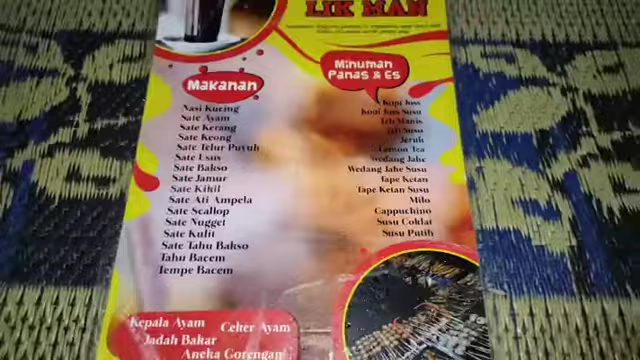 LIK MAN
Makanan
Nasi Kucing
Sate Ayam
Sate Kerang
Sate Keong
Sate Telur Puyuh
Sate Usus
Sate Bakso
Sate Jamur
Sate Kikil
Sate Ati Ampela
Sate Scallop
Sate Nugget
Sate Kulit
Sate Tahu Bakso
Tahu Bacem
Tempe Bacem
Minuman
Panas & Es
Kopi Joss
Kopi Joss Susu
Teh Manis
Teh Susu
Jeruk
Lemon Tea
Wedang Jahe
Wedang Jahe Susu
Tape Ketan
Tape Ketan Susu
Milo
Cappuchino
Susu Coklat
Susu Putih
Kepala Ayam Ceker Ayam
Jadah Bakar
Aneka Gorengan